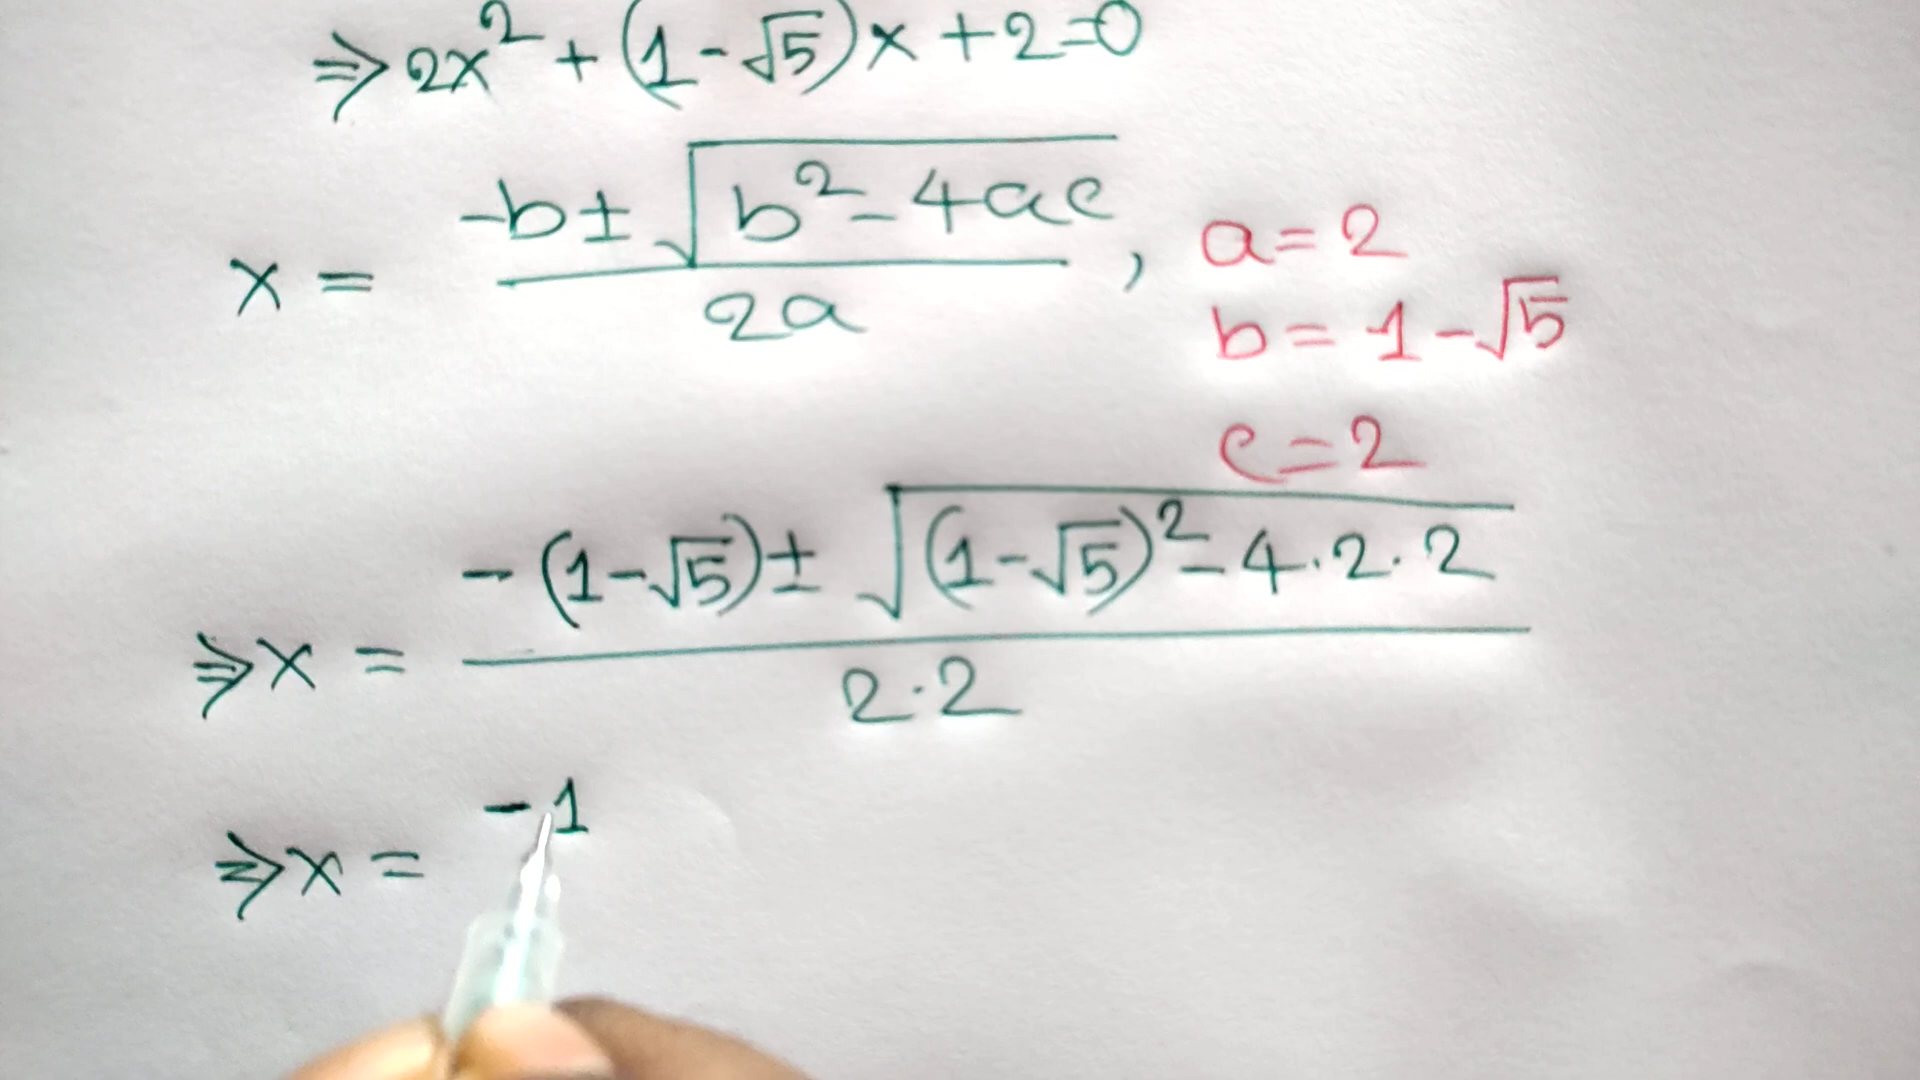 ⇒ 2x² + (1-√5)x + 2 = 0
x = (-b ± √(b² - 4ac)) / 2a , a = 2
b = 1 - √5
c = 2
⇒ x = (-(1-√5) ± √((1-√5)² - 4·2·2)) / 2·2
⇒ x = -1